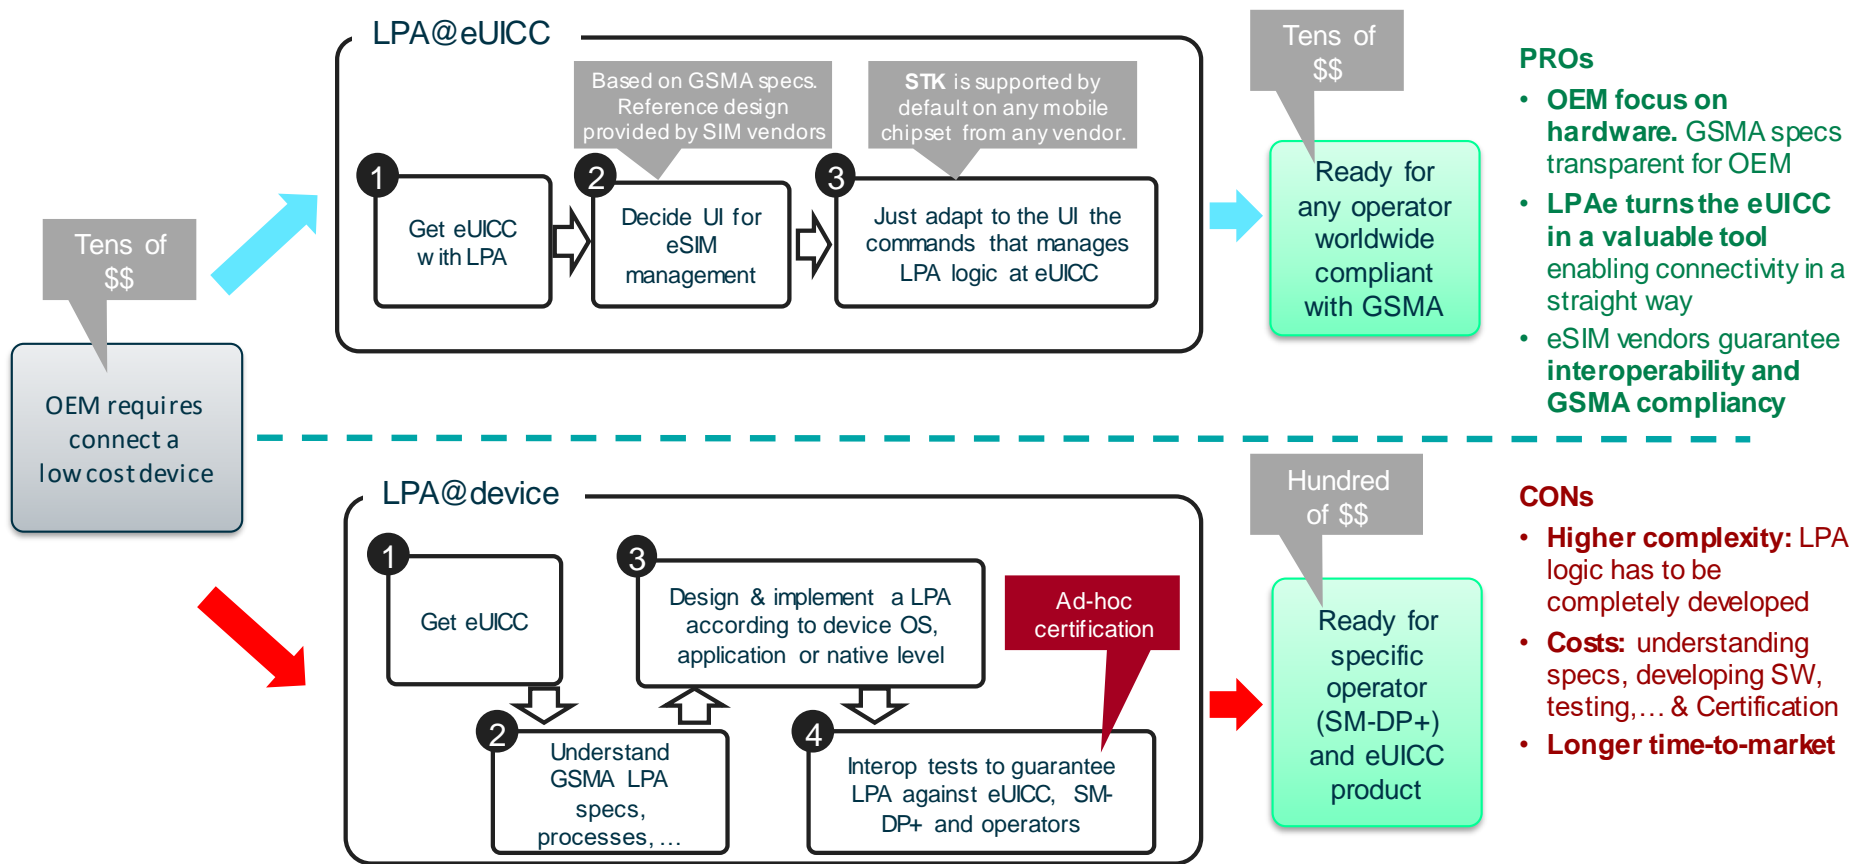 LPA@eUICC
Tens of
$$
OEM requires
connect a
low cost device
1
Get eUICC
with LPA
Based on GSMA specs.
Reference design
provided by SIM vendors
2
Decide UI for
eSIM
management
STK is supported by
default on any mobile
chipset from any vendor.
3
Just adapt to the UI the
commands that manages
LPA logic at eUICC
Tens of
$$
Ready for
any operator
worldwide
compliant
with GSMA
PROs
• OEM focus on
hardware. GSMA specs
transparent for OEM
• LPAe turns the eUICC
in a valuable tool
enabling connectivity in a
straight way
• eSIM vendors guarantee
interoperability and
GSMA compliancy
LPA@device
1
Get eUICC
2
Understand
GSMA LPA
specs,
processes, …
3
Design & implement a LPA
according to device OS,
application or native level
Ad-hoc
certification
4
Interop tests to guarantee
LPA against eUICC, SM-
DP+ and operators
Hundred
of $$
Ready for
specific
operator
(SM-DP+)
and eUICC
product
CONs
• Higher complexity: LPA
logic has to be
completely developed
• Costs: understanding
specs, developing SW,
testing,… & Certification
• Longer time-to-market